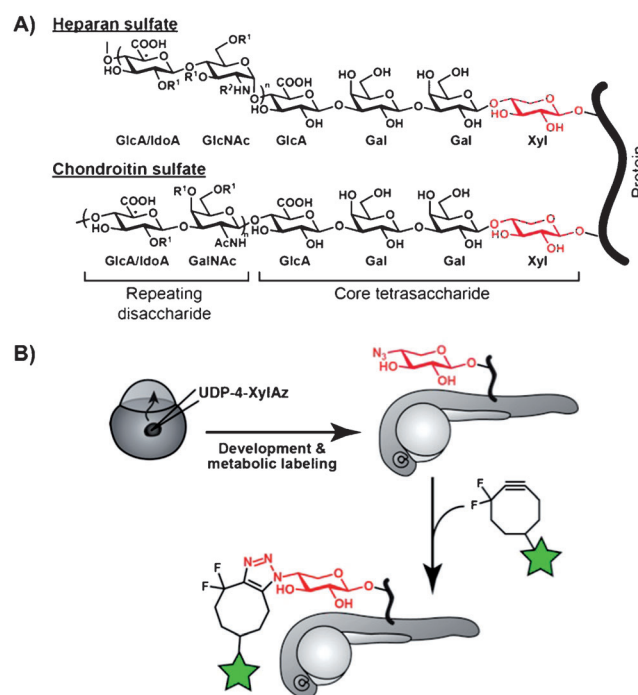 A)
Heparan sulfate
COOH
OR¹
O
HO
OR¹
R¹O
R²HN
n
COOH
HO
OH
HO OH
OH
HO OH
OH
HO
OH
GlcA/IdoA GlcNAc GlcA Gal Gal Xyl
Protein
Chondroitin sulfate
COOH
R¹O OR¹
HO
OR¹
AcNH
n
COOH
HO
OH
HO OH
OH
HO OH
OH
HO
OH
GlcA/IdoA GalNAc GlcA Gal Gal Xyl
Repeating
disaccharide
Core tetrasaccharide
B)
UDP-4-XylAz
Development &
metabolic labeling
N₃
HO
OH
O
F
F
N=N
N
F
F
HO
OH
O